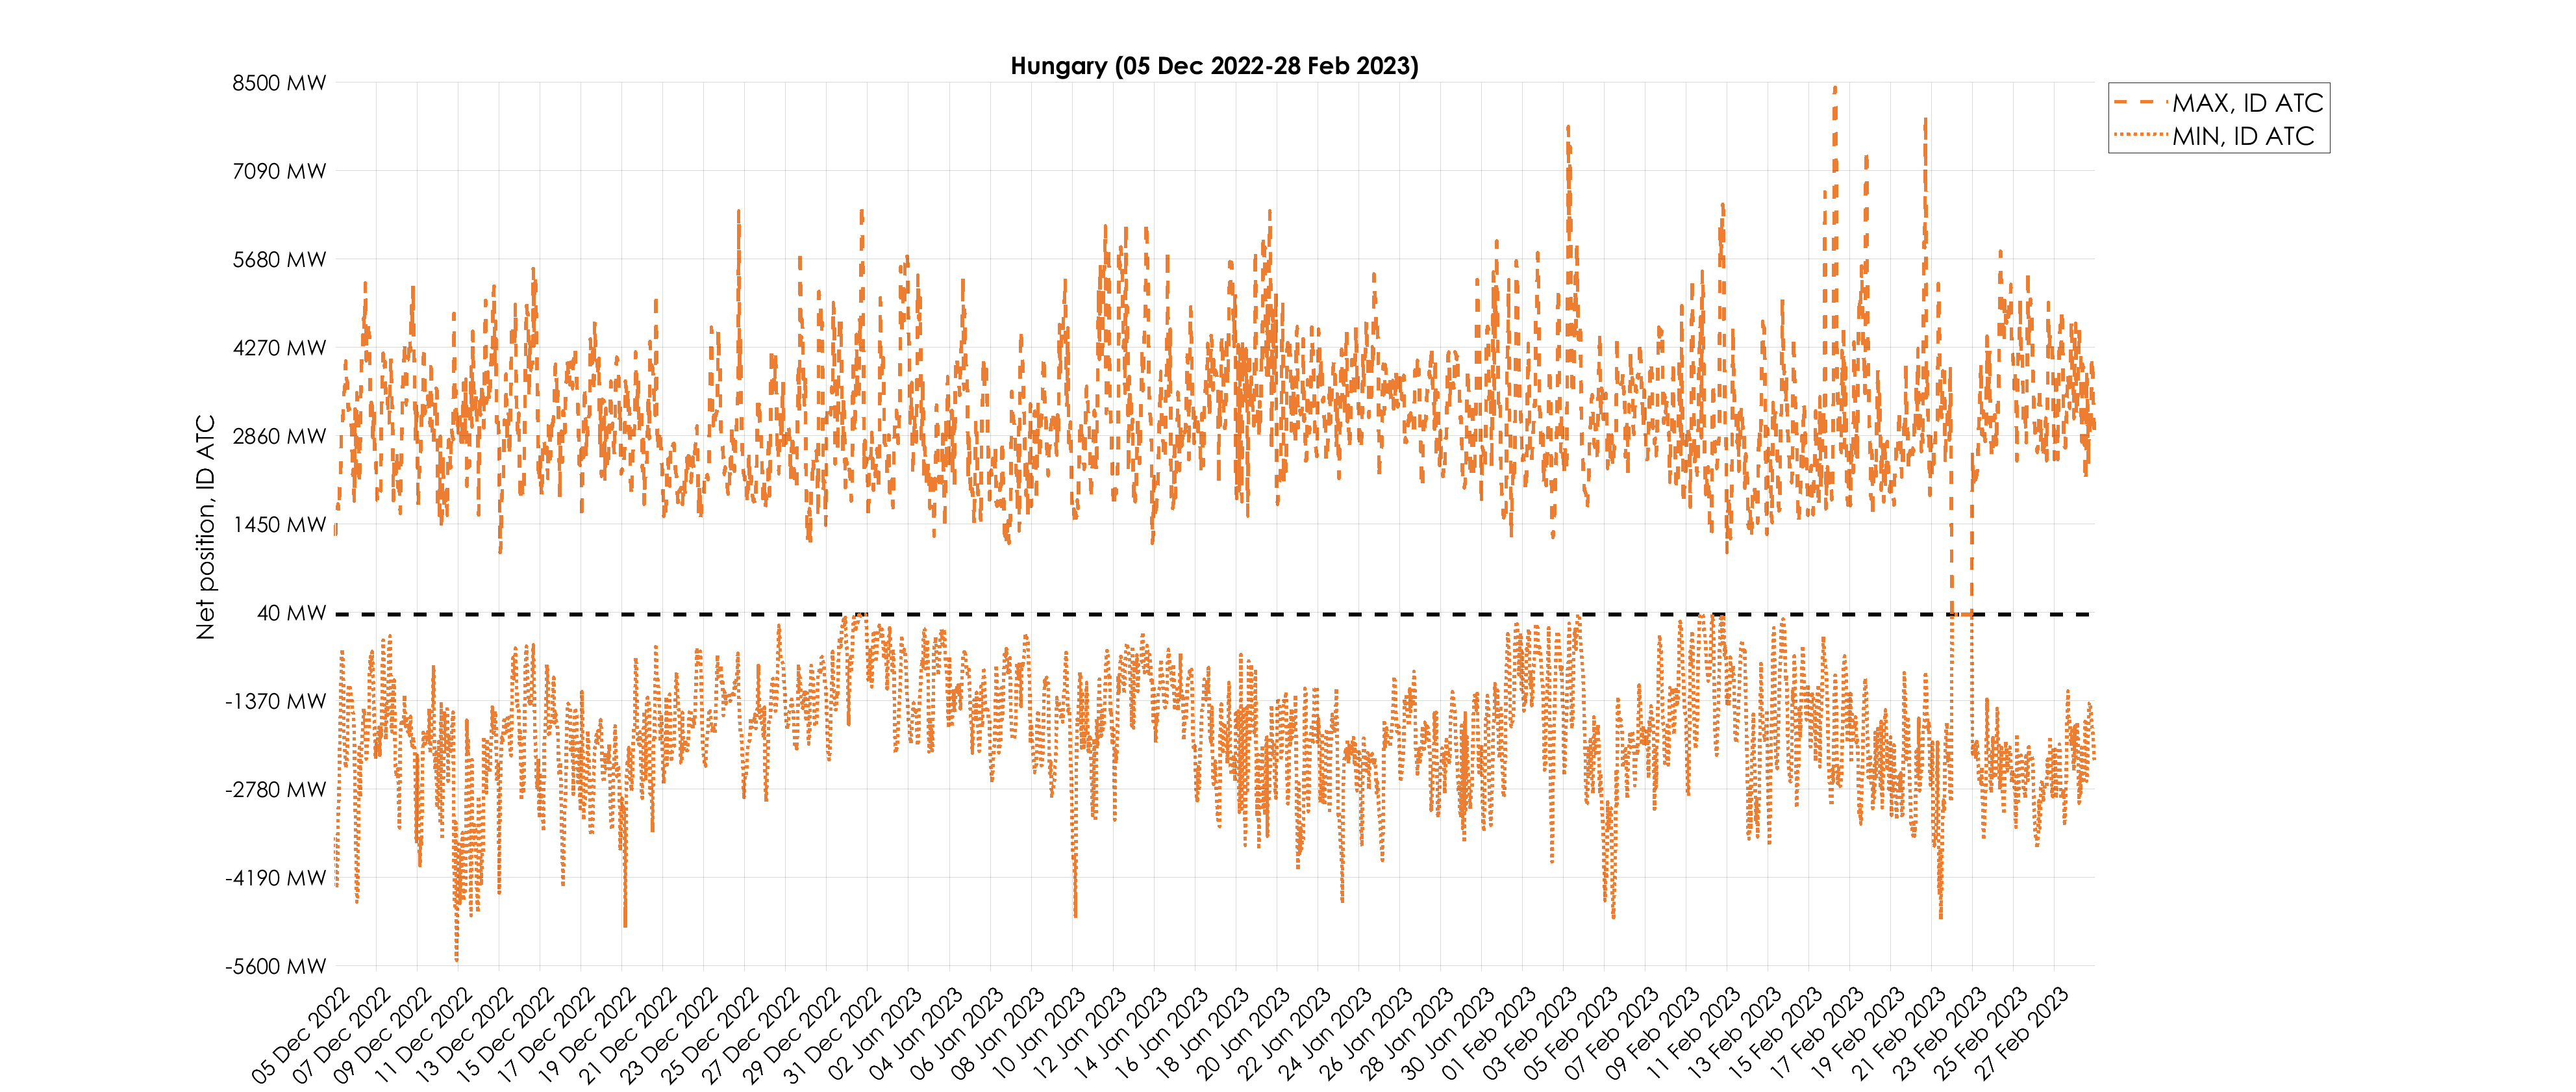 Hungary (05 Dec 2022-28 Feb 2023)
8500 MW
7090 MW
5680 MW
4270 MW
2860 MW
1450 MW
40 MW
-1370 MW
-2780 MW
-4190 MW
-5600 MW
Net position, ID ATC
MAX, ID ATC
MIN, ID ATC
05 Dec 2022
07 Dec 2022
09 Dec 2022
11 Dec 2022
13 Dec 2022
15 Dec 2022
17 Dec 2022
19 Dec 2022
21 Dec 2022
23 Dec 2022
25 Dec 2022
27 Dec 2022
29 Dec 2022
31 Dec 2022
02 Jan 2023
04 Jan 2023
06 Jan 2023
08 Jan 2023
10 Jan 2023
12 Jan 2023
14 Jan 2023
16 Jan 2023
18 Jan 2023
20 Jan 2023
22 Jan 2023
24 Jan 2023
26 Jan 2023
28 Jan 2023
30 Jan 2023
01 Feb 2023
03 Feb 2023
05 Feb 2023
07 Feb 2023
09 Feb 2023
11 Feb 2023
13 Feb 2023
15 Feb 2023
17 Feb 2023
19 Feb 2023
21 Feb 2023
23 Feb 2023
25 Feb 2023
27 Feb 2023